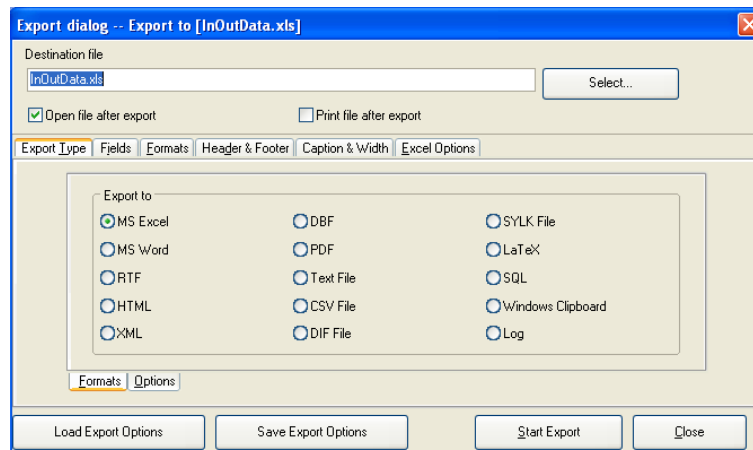 Export dialog -- Export to [InOutData.xls]
Destination file
InOutData.xls
Select...
Open file after export Print file after export
Export Type Fields Formats Header & Footer Caption & Width Excel Options
Export to
MS Excel DBF SYLK File
MS Word PDF LaTeX
RTF Text File SQL
HTML CSV File Windows Clipboard
XML DIF File Log
Formats Options
Load Export Options Save Export Options Start Export Close